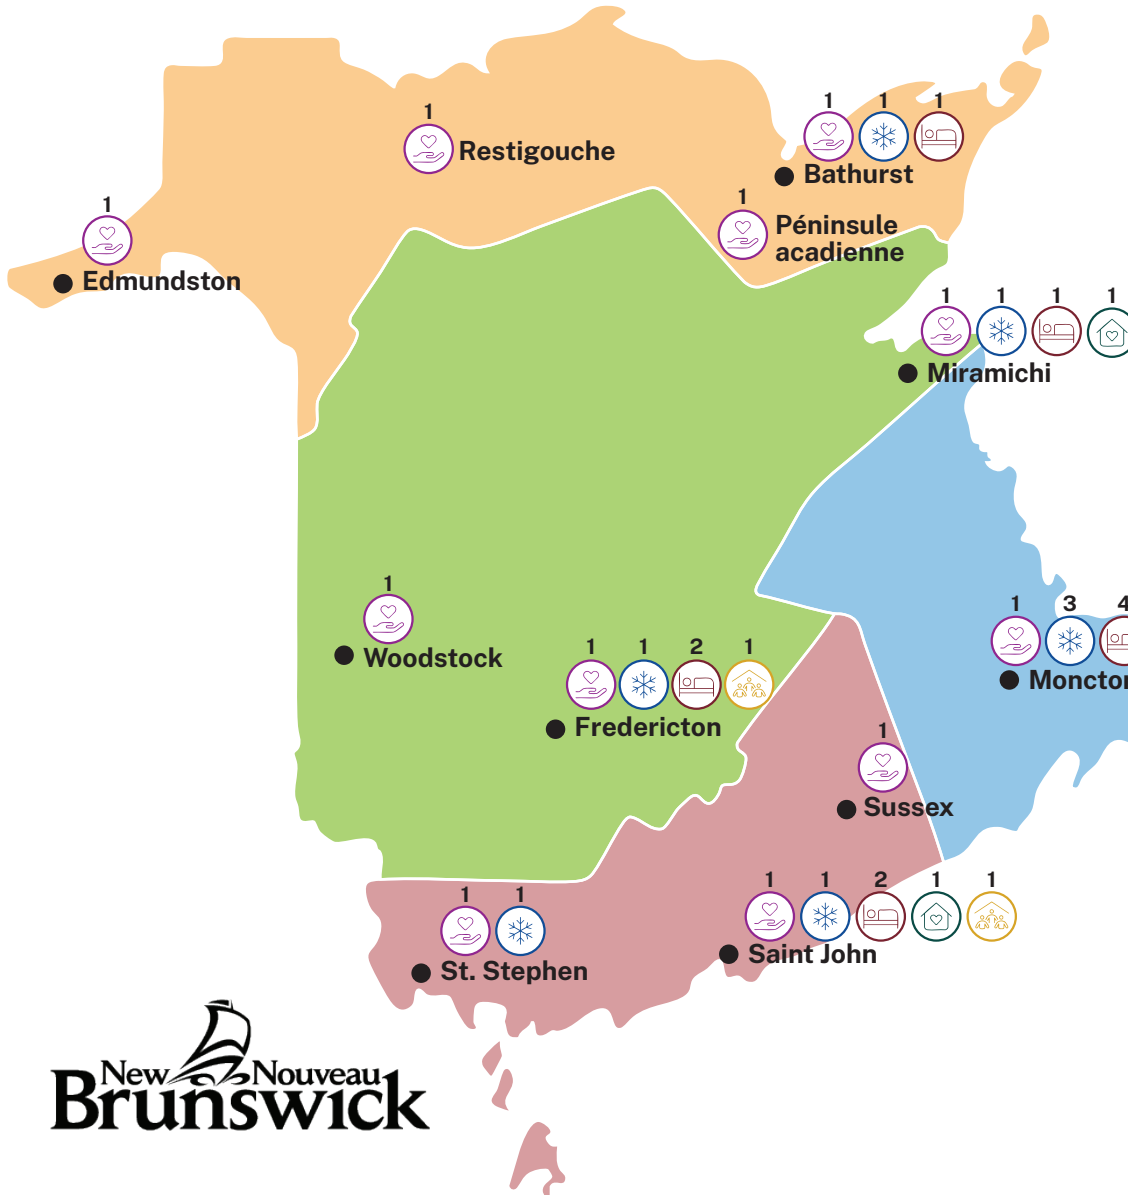 1
Restigouche
1 1 1
Bathurst
1
Edmundston
1
Péninsule
acadienne
1 1 1 1
Miramichi
1
Woodstock
1 1 2 1
Fredericton
1 3 4
Moncton
1
Sussex
1 1
St. Stephen
1 1 2 1 1
Saint John
New Nouveau
Brunswick